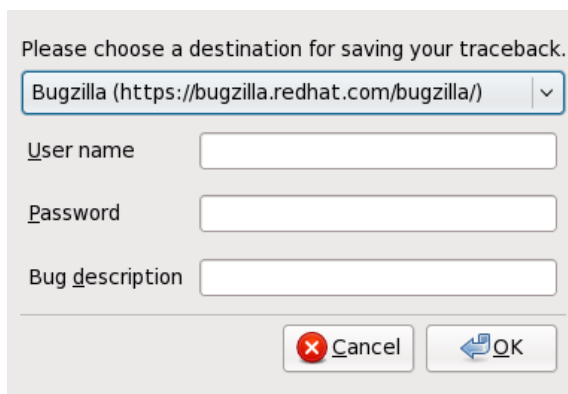 Please choose a destination for saving your traceback.
Bugzilla (https://bugzilla.redhat.com/bugzilla/)
User name
Password
Bug description
Cancel OK